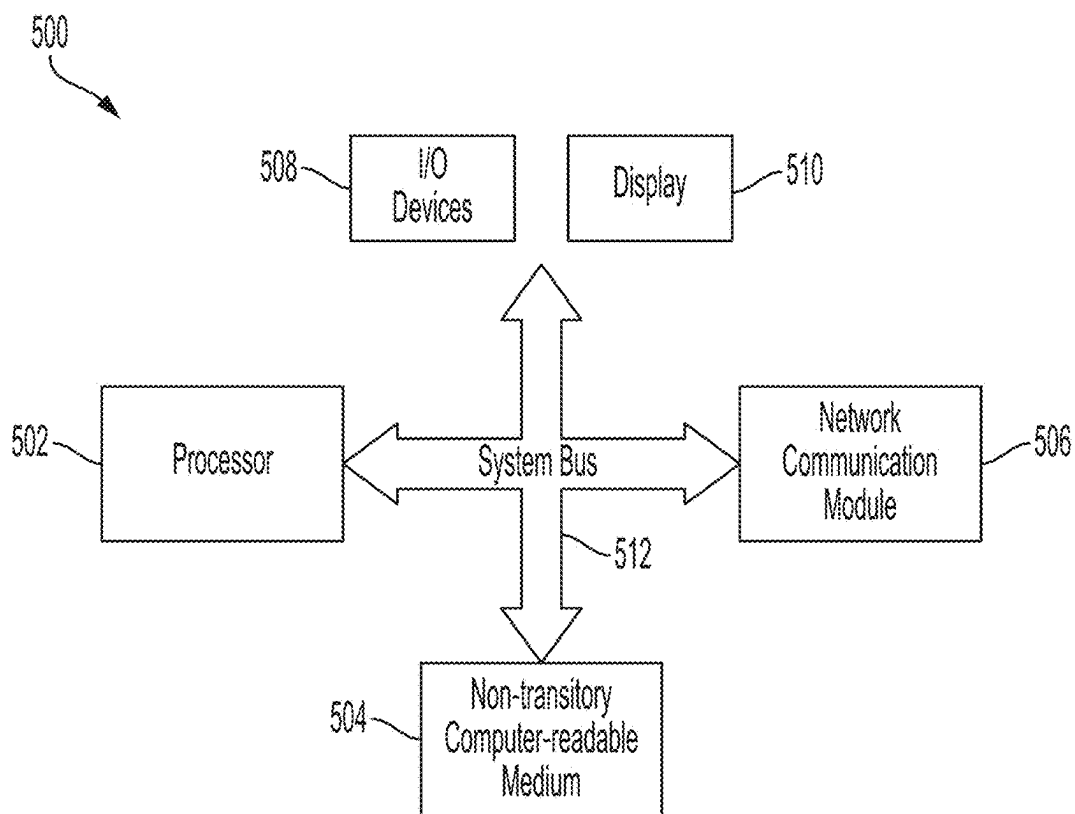 500
508
I/O
Devices
Display
510
502
Processor
System Bus
Network
Communication
Module
506
512
504
Non-transitory
Computer-readable
Medium